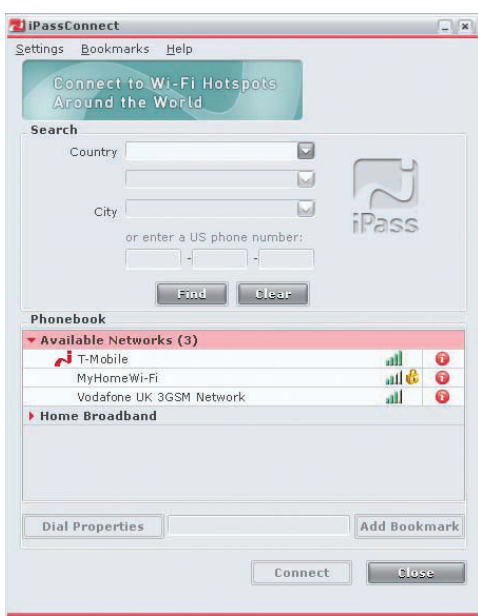 iPassConnect
Settings Bookmarks Help
Connect to Wi-Fi Hotspots
Around the World
Search
Country
City
iPass
or enter a US phone number:
- -
Find Clear
Phonebook
Available Networks (3)
T-Mobile
MyHomeWi-Fi
Vodafone UK 3GSM Network
Home Broadband
Dial Properties Add Bookmark
Connect Close